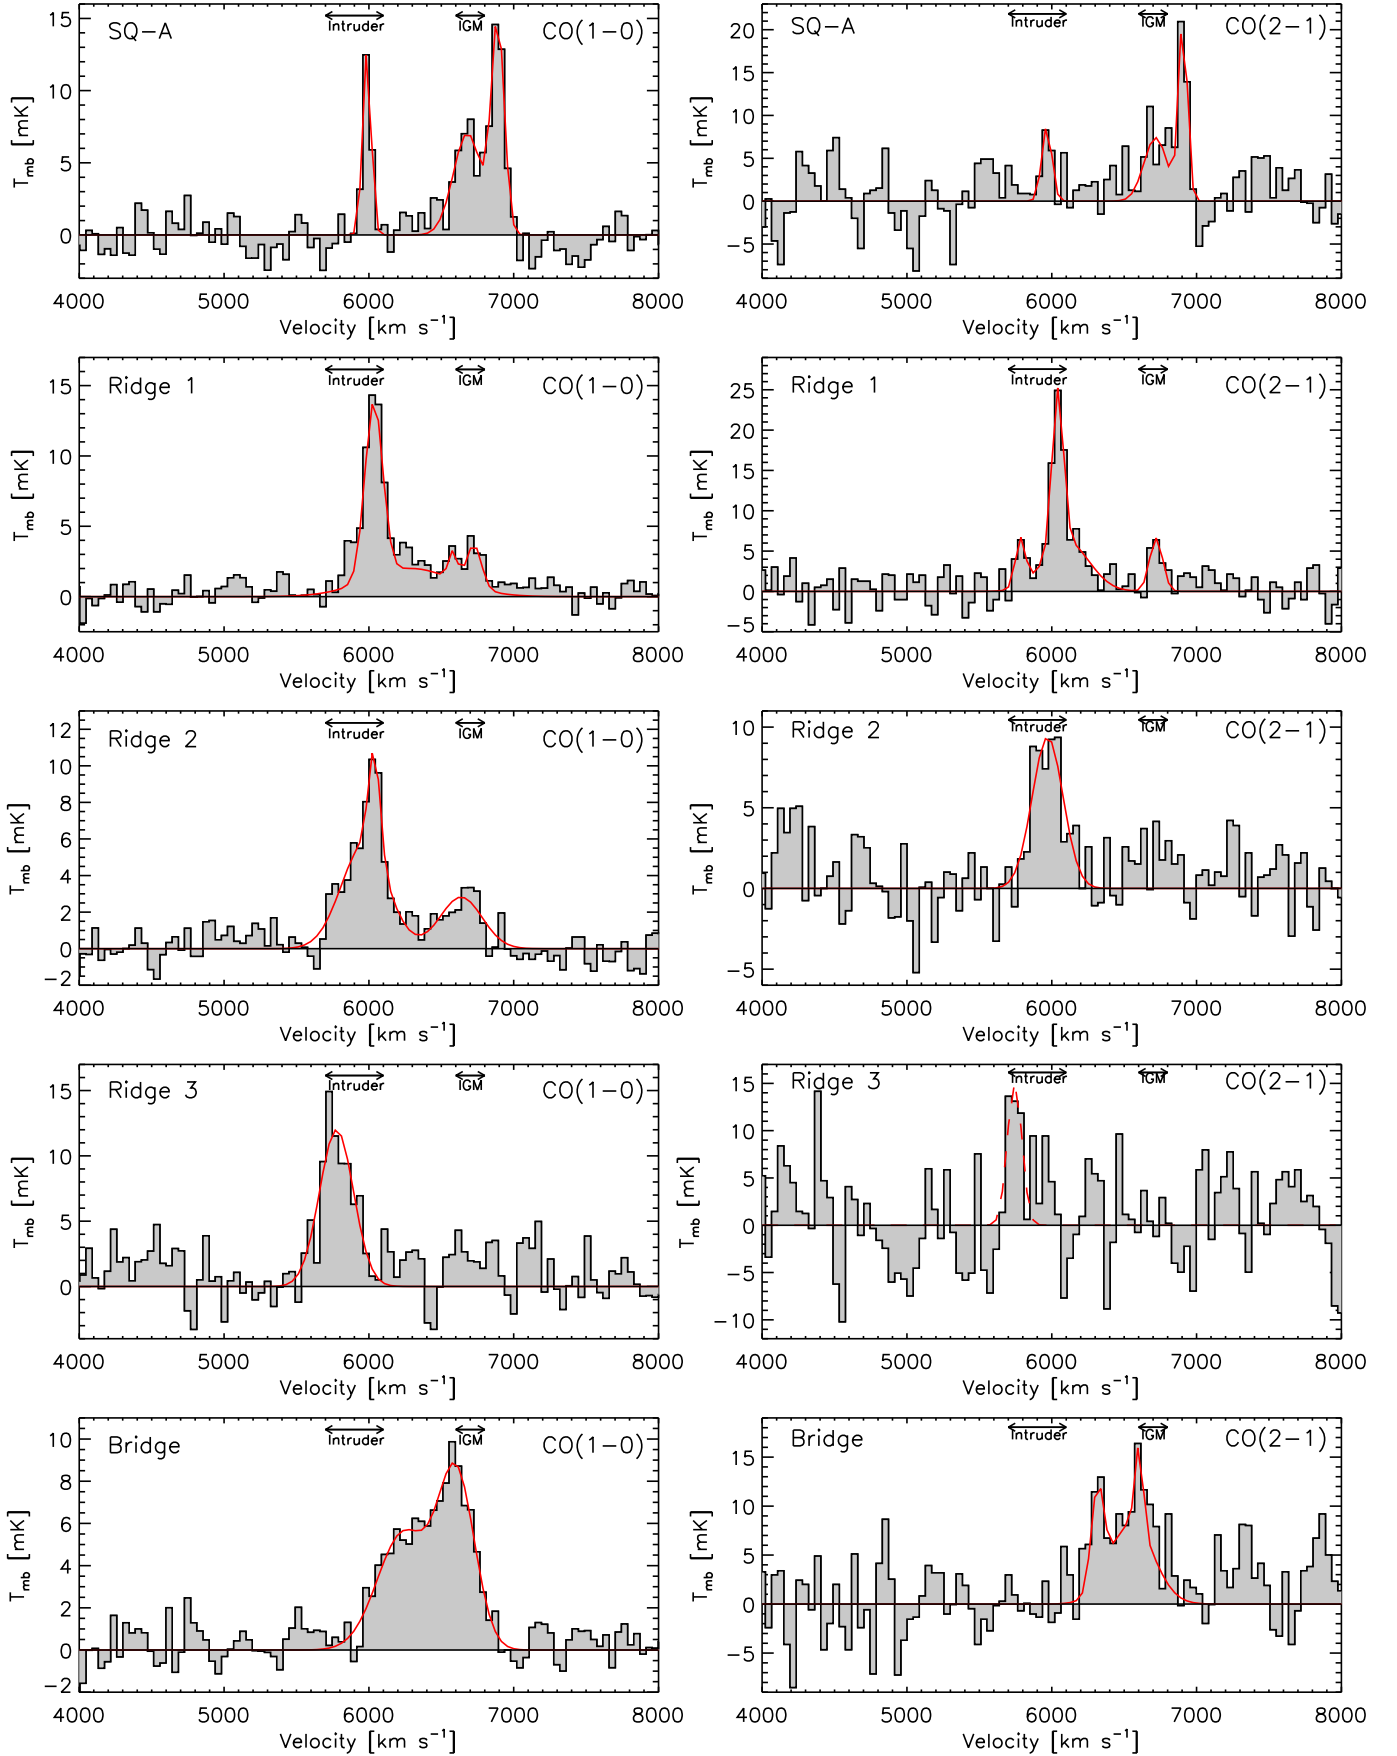 SQ-A Intruder IGM CO(1-0)
T_mb [mK]
15
10
5
0
4000 5000 6000 7000 8000
Velocity [km s⁻¹]
SQ-A Intruder IGM CO(2-1)
T_mb [mK]
20
15
10
5
0
-5
4000 5000 6000 7000 8000
Velocity [km s⁻¹]
Ridge 1 Intruder IGM CO(1-0)
T_mb [mK]
15
10
5
0
4000 5000 6000 7000 8000
Velocity [km s⁻¹]
Ridge 1 Intruder IGM CO(2-1)
T_mb [mK]
25
20
15
10
5
0
-5
4000 5000 6000 7000 8000
Velocity [km s⁻¹]
Ridge 2 Intruder IGM CO(1-0)
T_mb [mK]
12
10
8
6
4
2
0
-2
4000 5000 6000 7000 8000
Velocity [km s⁻¹]
Ridge 2 Intruder IGM CO(2-1)
T_mb [mK]
10
5
0
-5
4000 5000 6000 7000 8000
Velocity [km s⁻¹]
Ridge 3 Intruder IGM CO(1-0)
T_mb [mK]
15
10
5
0
4000 5000 6000 7000 8000
Velocity [km s⁻¹]
Ridge 3 Intruder IGM CO(2-1)
T_mb [mK]
15
10
5
0
-5
-10
4000 5000 6000 7000 8000
Velocity [km s⁻¹]
Bridge Intruder IGM CO(1-0)
T_mb [mK]
10
8
6
4
2
0
-2
4000 5000 6000 7000 8000
Velocity [km s⁻¹]
Bridge Intruder IGM CO(2-1)
T_mb [mK]
15
10
5
0
-5
4000 5000 6000 7000 8000
Velocity [km s⁻¹]